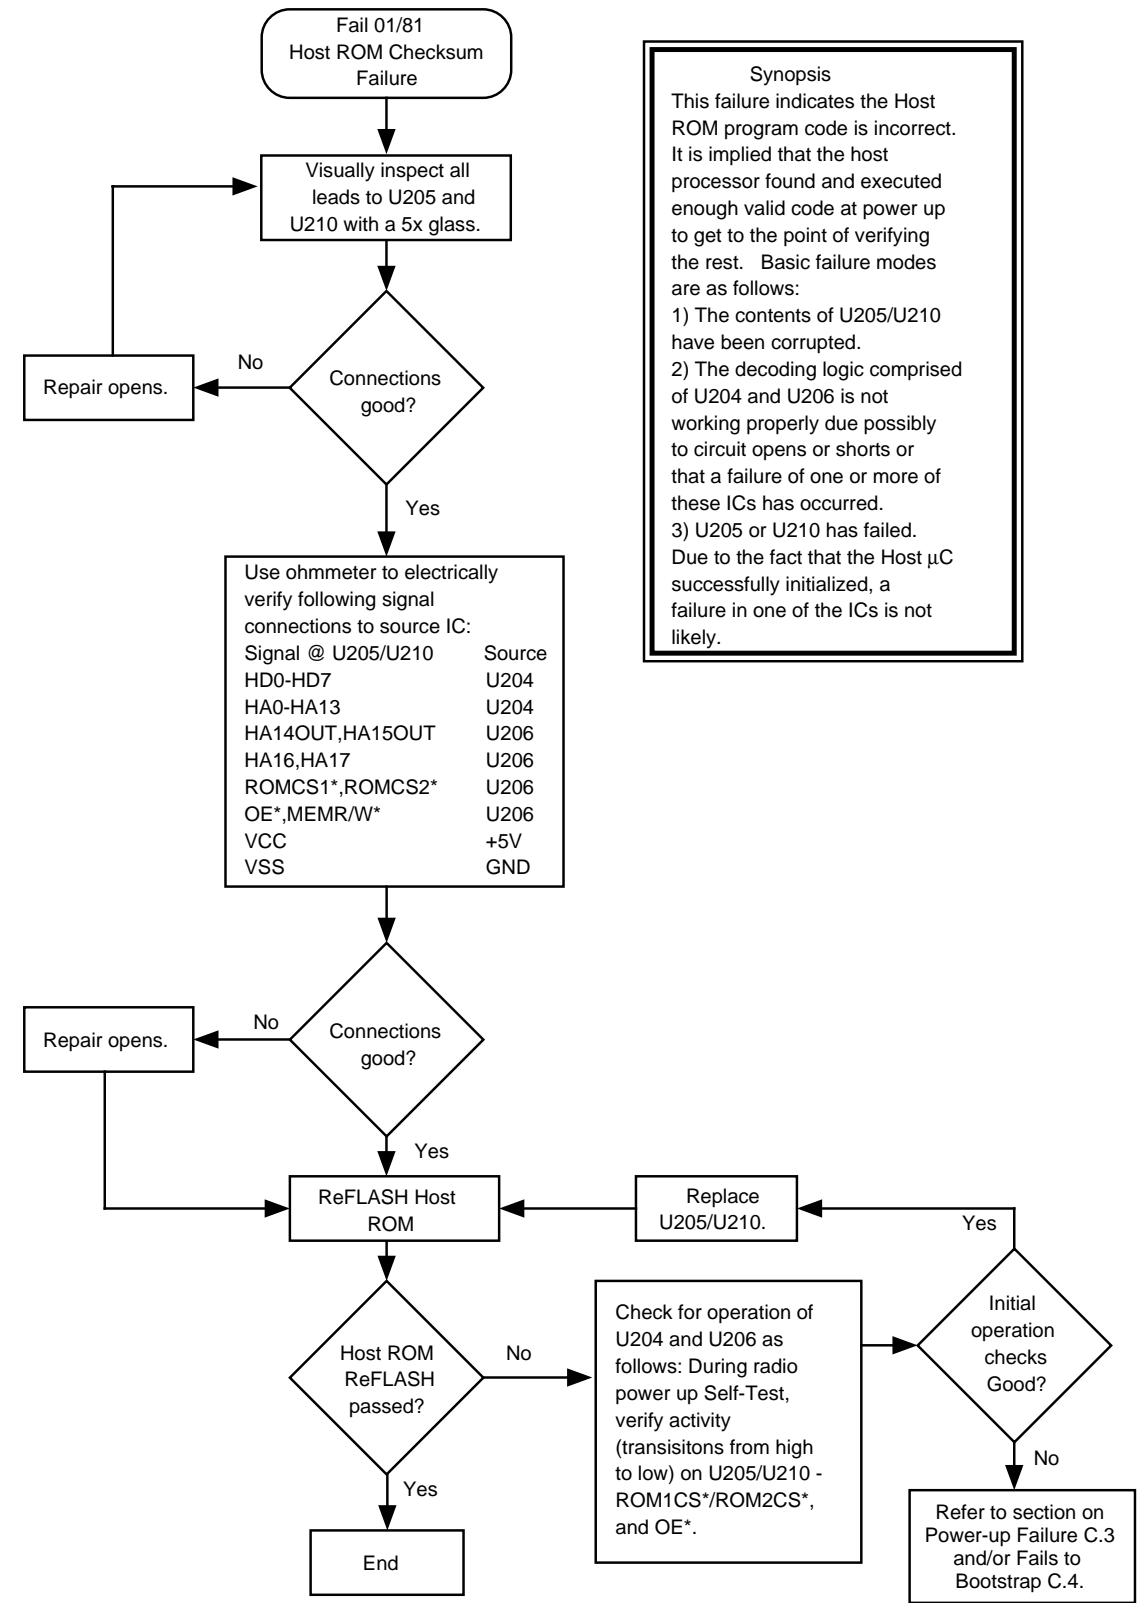 Fail 01/81
Host ROM Checksum
Failure
Visually inspect all
leads to U205 and
U210 with a 5x glass.
Connections
good?
No
Repair opens.
Yes
Use ohmmeter to electrically
verify following signal
connections to source IC:
Signal @ U205/U210 Source
HD0-HD7 U204
HA0-HA13 U204
HA14OUT,HA15OUT U206
HA16,HA17 U206
ROMCS1*,ROMCS2* U206
OE*,MEMR/W* U206
VCC +5V
VSS GND
Connections
good?
No
Repair opens.
Yes
ReFLASH Host
ROM
Replace
U205/U210.
Yes
Host ROM
ReFLASH
passed?
No
Check for operation of
U204 and U206 as
follows: During radio
power up Self-Test,
verify activity
(transisitons from high
to low) on U205/U210 -
ROM1CS*/ROM2CS*,
and OE*.
Initial
operation
checks
Good?
No
Refer to section on
Power-up Failure C.3
and/or Fails to
Bootstrap C.4.
Yes
End
Synopsis
This failure indicates the Host
ROM program code is incorrect.
It is implied that the host
processor found and executed
enough valid code at power up
to get to the point of verifying
the rest. Basic failure modes
are as follows:
1) The contents of U205/U210
have been corrupted.
2) The decoding logic comprised
of U204 and U206 is not
working properly due possibly
to circuit opens or shorts or
that a failure of one or more of
these ICs has occurred.
3) U205 or U210 has failed.
Due to the fact that the Host µC
successfully initialized, a
failure in one of the ICs is not
likely.